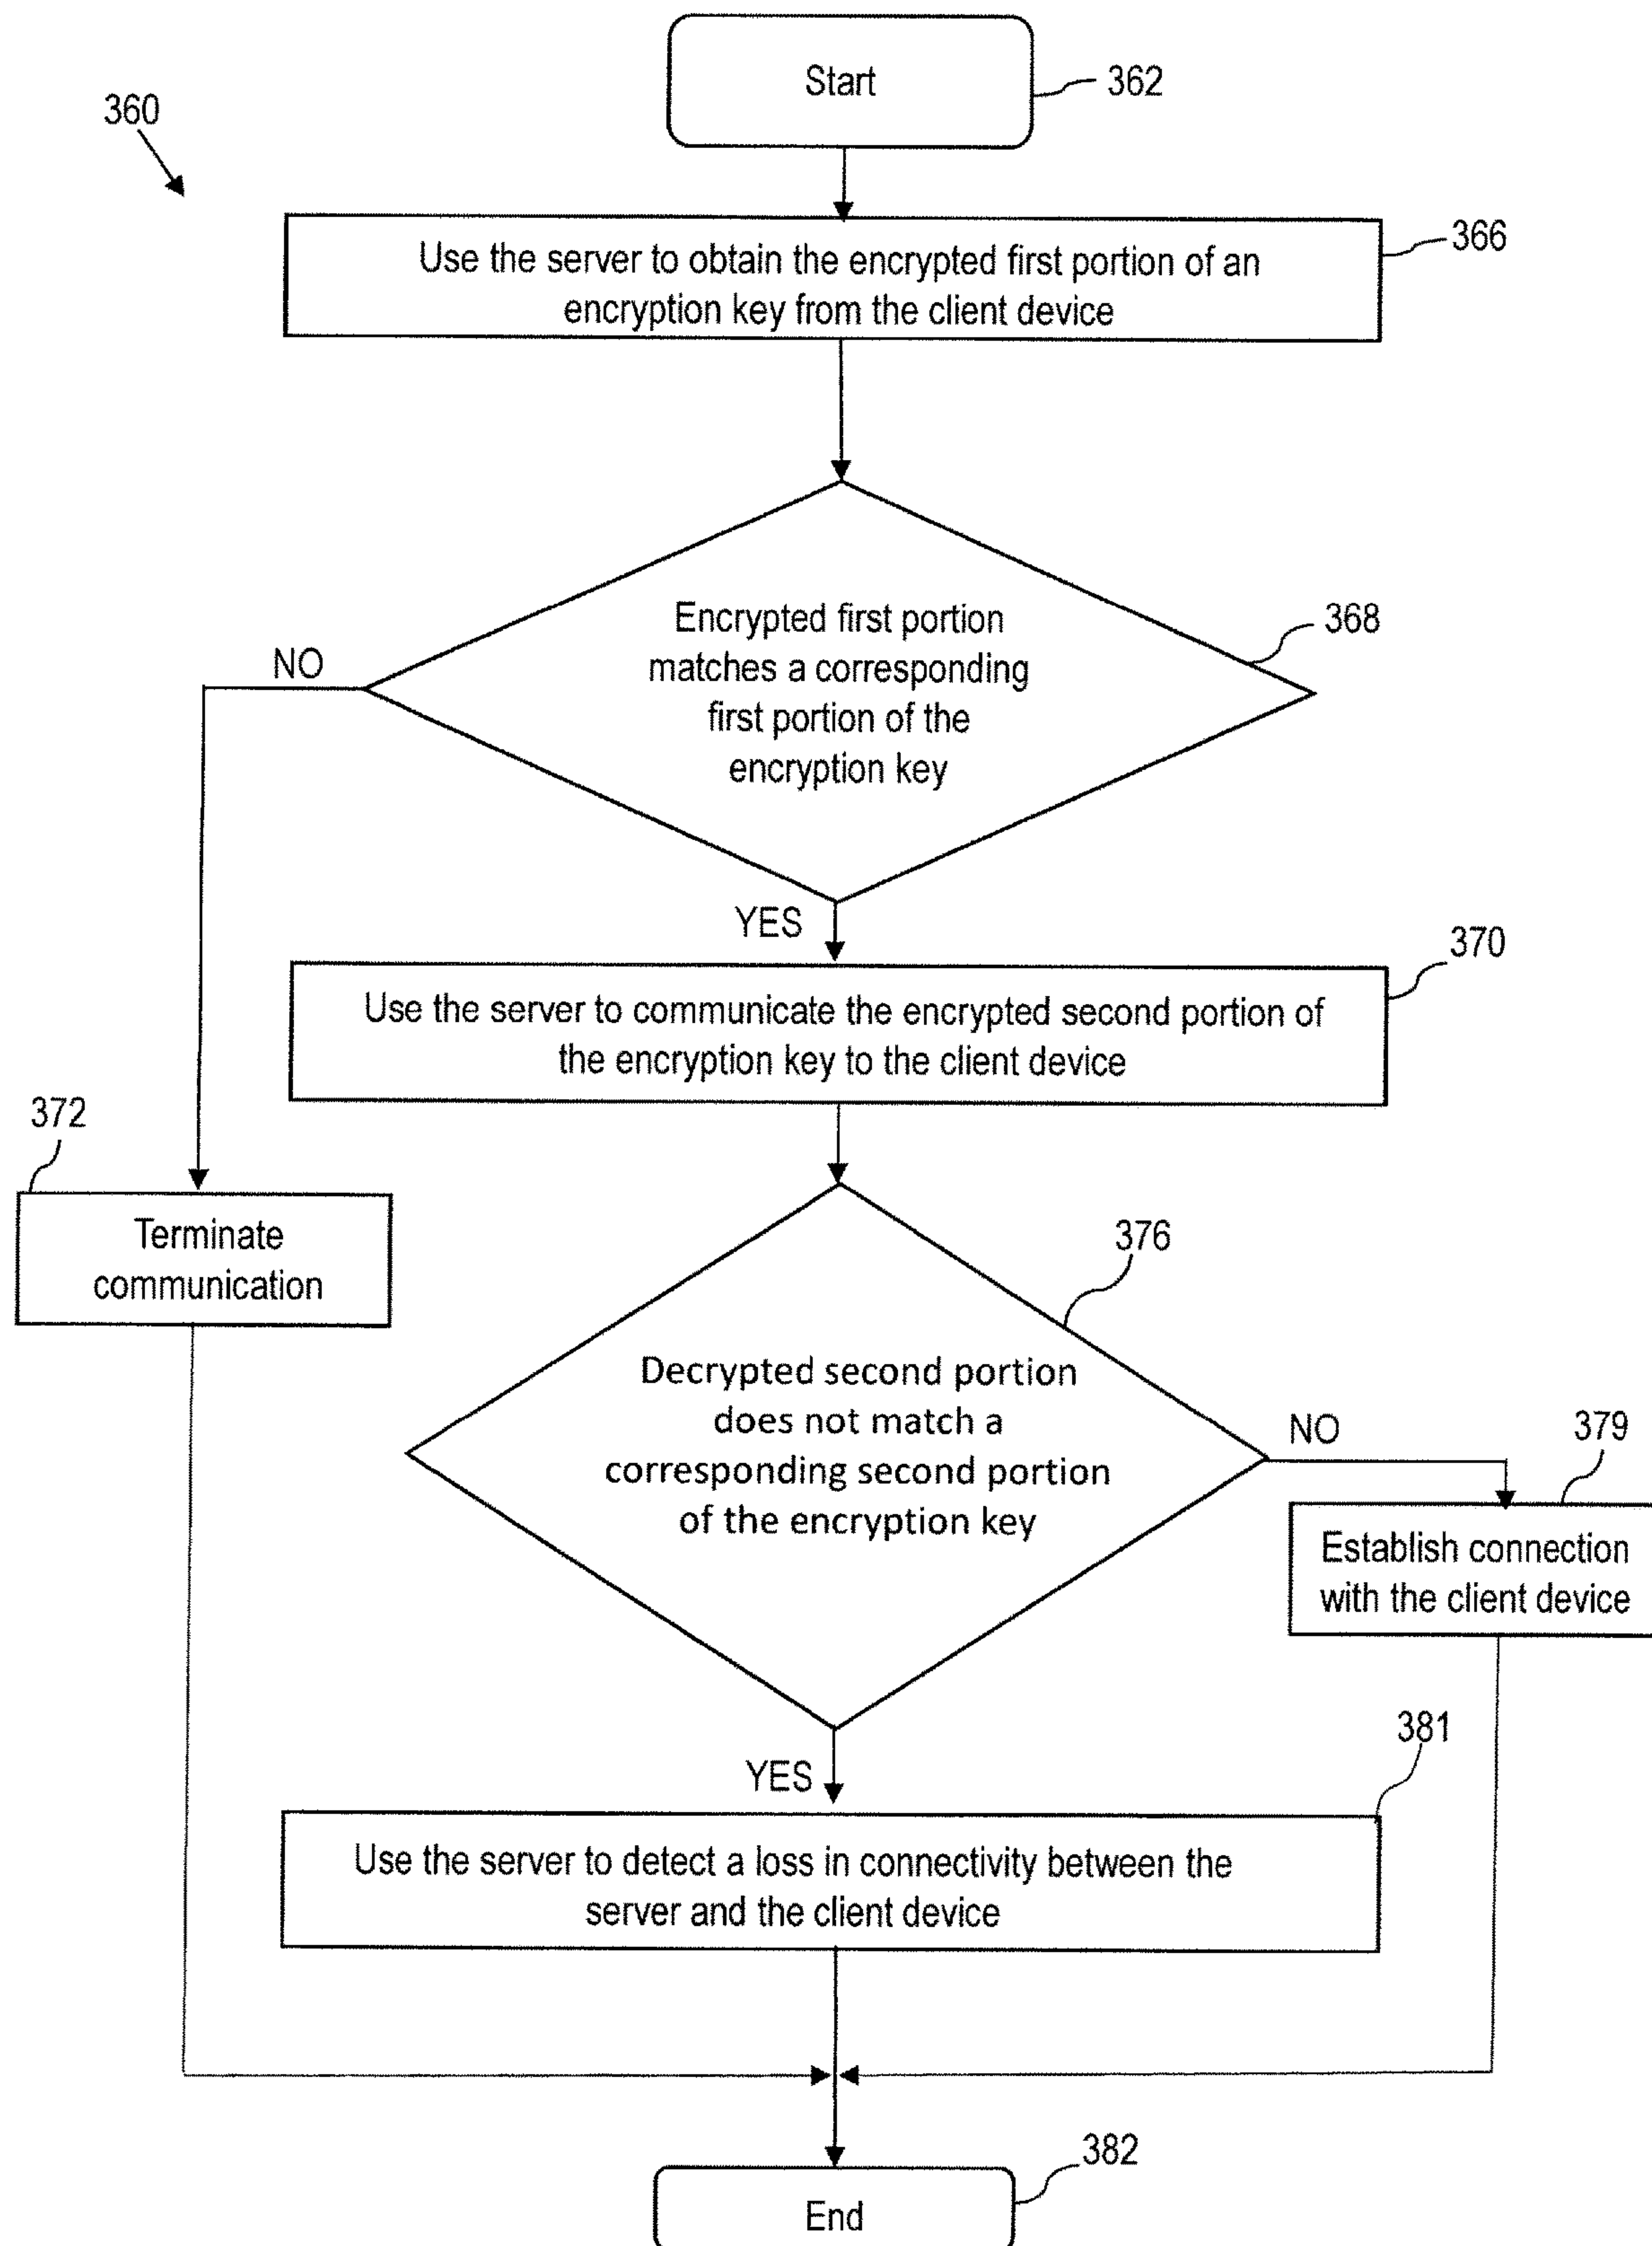 Start
362
360
Use the server to obtain the encrypted first portion of an
encryption key from the client device
366
Encrypted first portion
matches a corresponding
first portion of the
encryption key
368
NO
YES
370
Use the server to communicate the encrypted second portion of
the encryption key to the client device
372
Terminate
communication
376
Decrypted second portion
does not match a
corresponding second portion
of the encryption key
NO
379
Establish connection
with the client device
YES
381
Use the server to detect a loss in connectivity between the
server and the client device
382
End